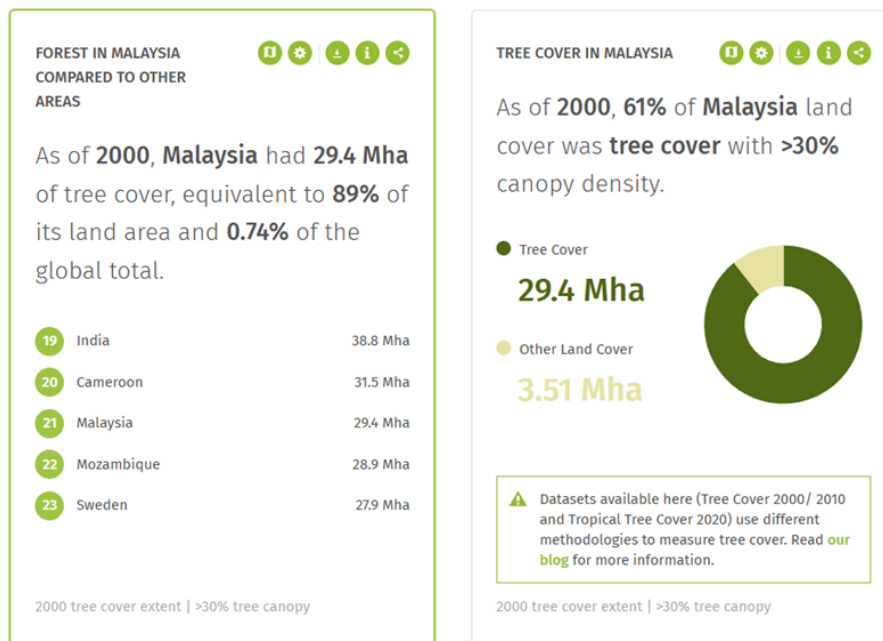 FOREST IN MALAYSIA
COMPARED TO OTHER
AREAS
As of 2000, Malaysia had 29.4 Mha
of tree cover, equivalent to 89% of
its land area and 0.74% of the
global total.
19 India 38.8 Mha
20 Cameroon 31.5 Mha
21 Malaysia 29.4 Mha
22 Mozambique 28.9 Mha
23 Sweden 27.9 Mha
2000 tree cover extent | >30% tree canopy
TREE COVER IN MALAYSIA
As of 2000, 61% of Malaysia land
cover was tree cover with >30%
canopy density.
Tree Cover
29.4 Mha
Other Land Cover
3.51 Mha
Datasets available here (Tree Cover 2000/ 2010
and Tropical Tree Cover 2020) use different
methodologies to measure tree cover. Read our
blog for more information.
2000 tree cover extent | >30% tree canopy